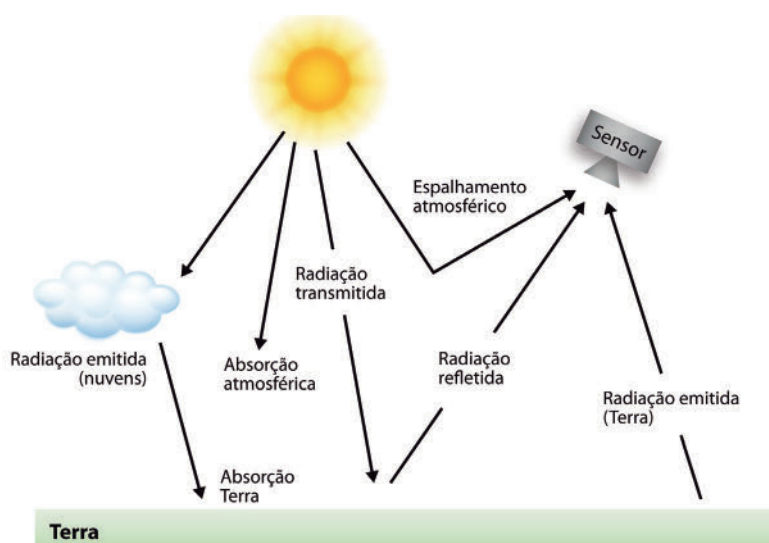 Sensor
Espalhamento
atmosférico
Radiação
transmitida
Radiação emitida
(nuvens)
Absorção
atmosférica
Radiação
refletida
Radiação emitida
(Terra)
Absorção
Terra
Terra